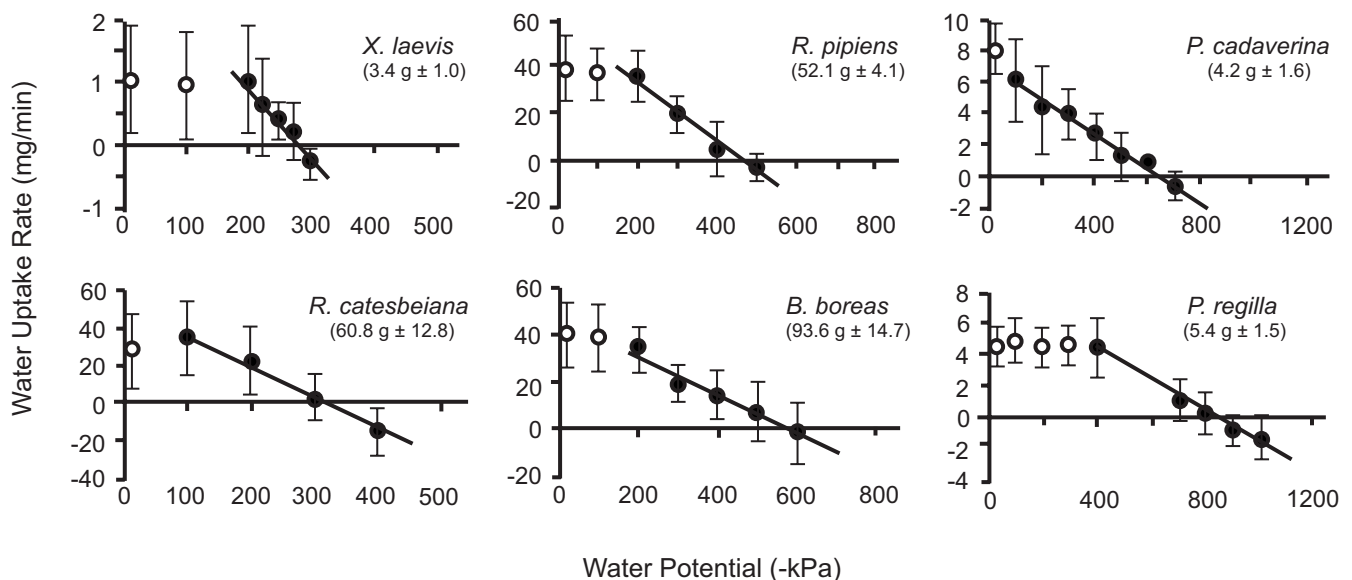 Water Uptake Rate (mg/min)
X. laevis
(3.4 g ± 1.0)
2
1
0
-1
0 100 200 300 400 500
R. pipiens
(52.1 g ± 4.1)
60
40
20
0
-20
0 200 400 600 800
P. cadaverina
(4.2 g ± 1.6)
10
8
6
4
2
0
-2
0 400 800 1200
R. catesbeiana
(60.8 g ± 12.8)
60
40
20
0
-20
-40
0 100 200 300 400 500
B. boreas
(93.6 g ± 14.7)
60
40
20
0
-20
0 200 400 600 800
P. regilla
(5.4 g ± 1.5)
8
6
4
2
0
-2
-4
0 400 800 1200
Water Potential (-kPa)